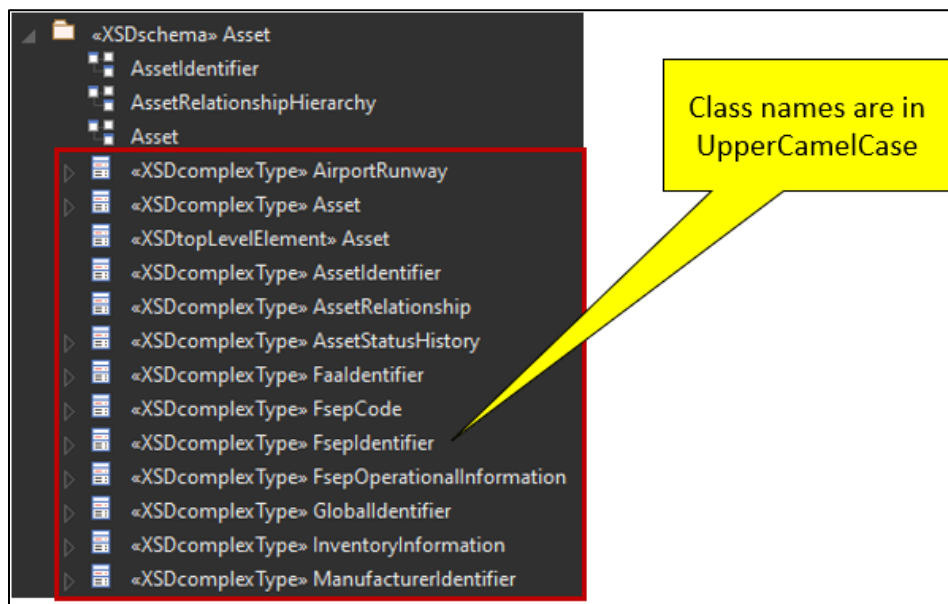 «XSDschema» Asset
AssetIdentifier
AssetRelationshipHierarchy
Asset
«XSDcomplexType» AirportRunway
«XSDcomplexType» Asset
«XSDtopLevelElement» Asset
«XSDcomplexType» AssetIdentifier
«XSDcomplexType» AssetRelationship
«XSDcomplexType» AssetStatusHistory
«XSDcomplexType» FaaIdentifier
«XSDcomplexType» FsepCode
«XSDcomplexType» FsepIdentifier
«XSDcomplexType» FsepOperationalInformation
«XSDcomplexType» GlobalIdentifier
«XSDcomplexType» InventoryInformation
«XSDcomplexType» ManufacturerIdentifier
Class names are in
UpperCamelCase